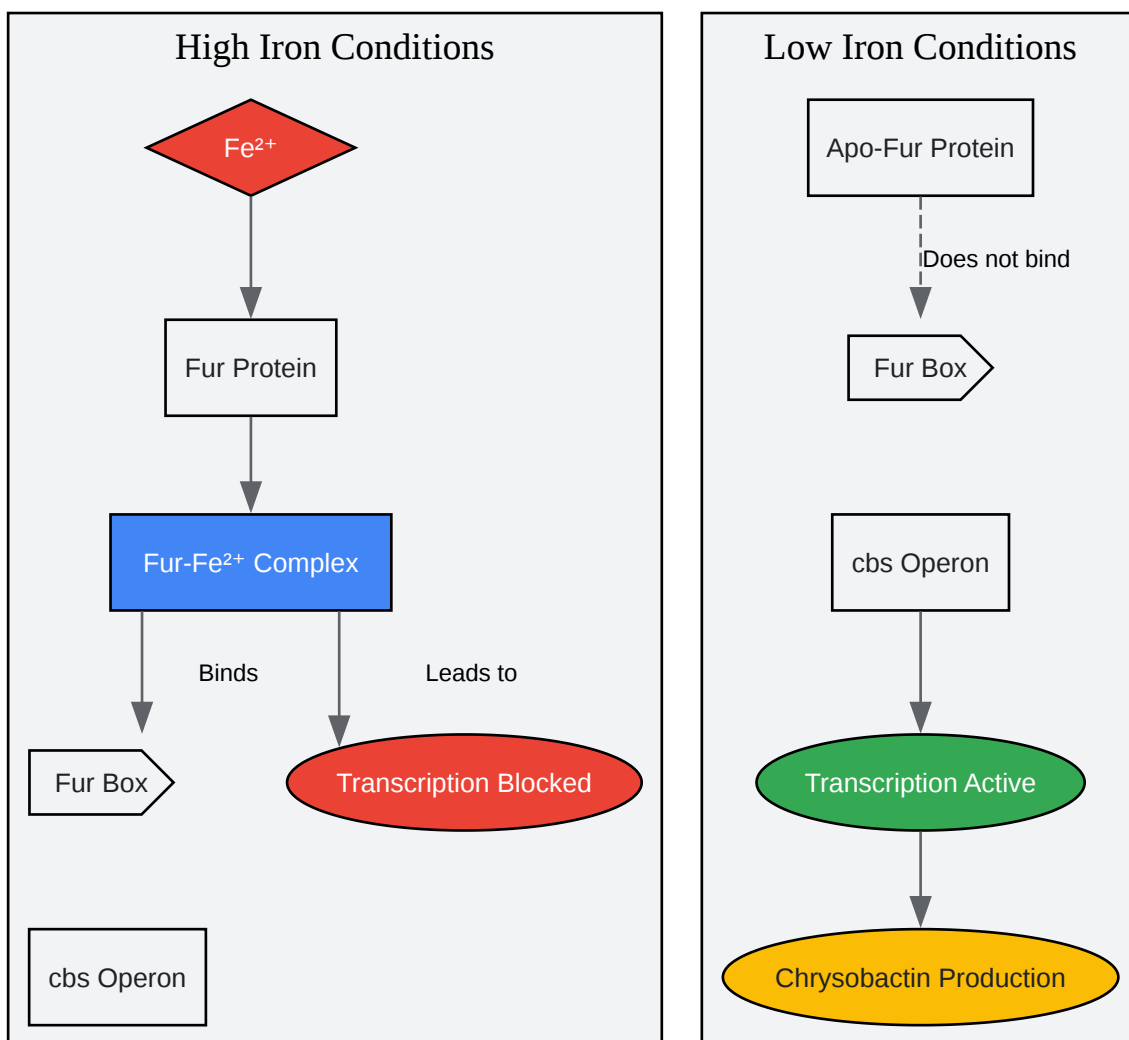 High Iron Conditions
Fe²⁺
Fur Protein
Fur-Fe²⁺ Complex
Binds
Leads to
Fur Box
Transcription Blocked
cbs Operon
Low Iron Conditions
Apo-Fur Protein
Does not bind
Fur Box
cbs Operon
Transcription Active
Chrysobactin Production